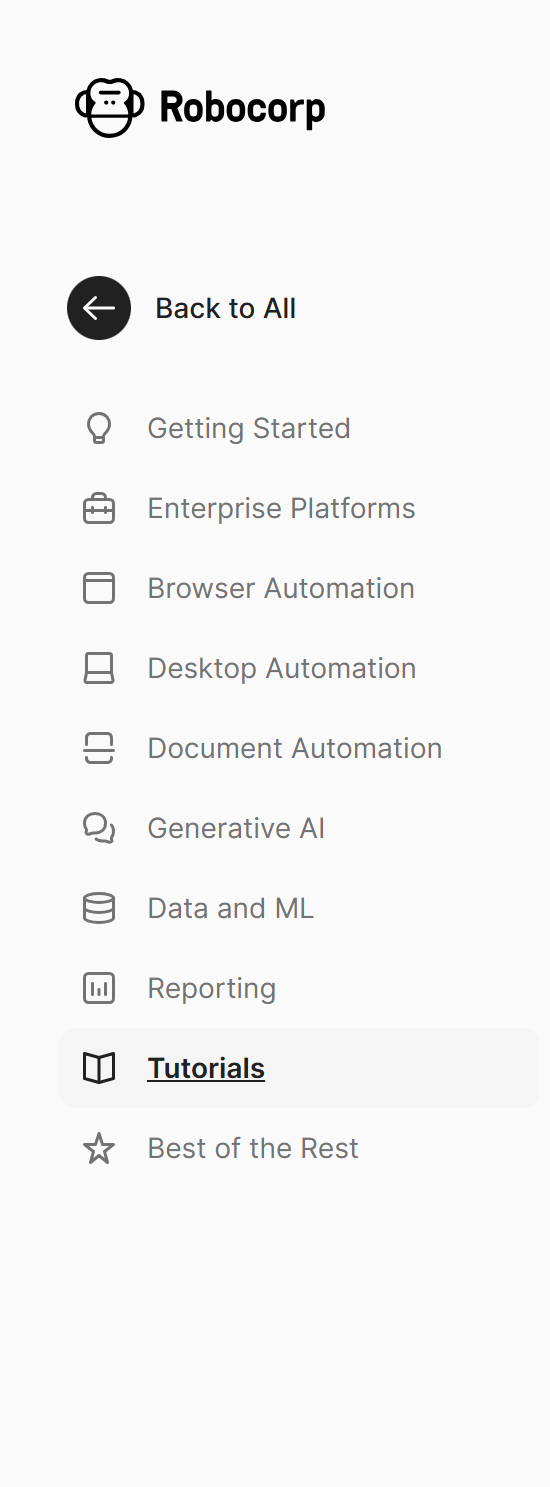 Robocorp
Back to All
Getting Started
Enterprise Platforms
Browser Automation
Desktop Automation
Document Automation
Generative AI
Data and ML
Reporting
Tutorials
Best of the Rest